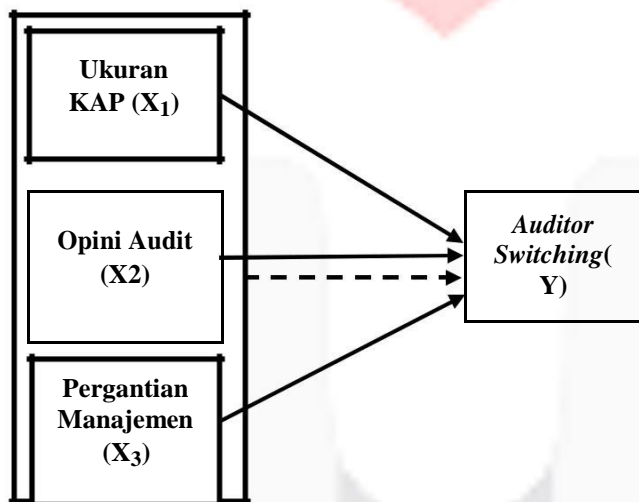 Ukuran
KAP (X₁)
Opini Audit
(X2)
Auditor
Switching(
Y)
Pergantian
Manajemen
(X₃)